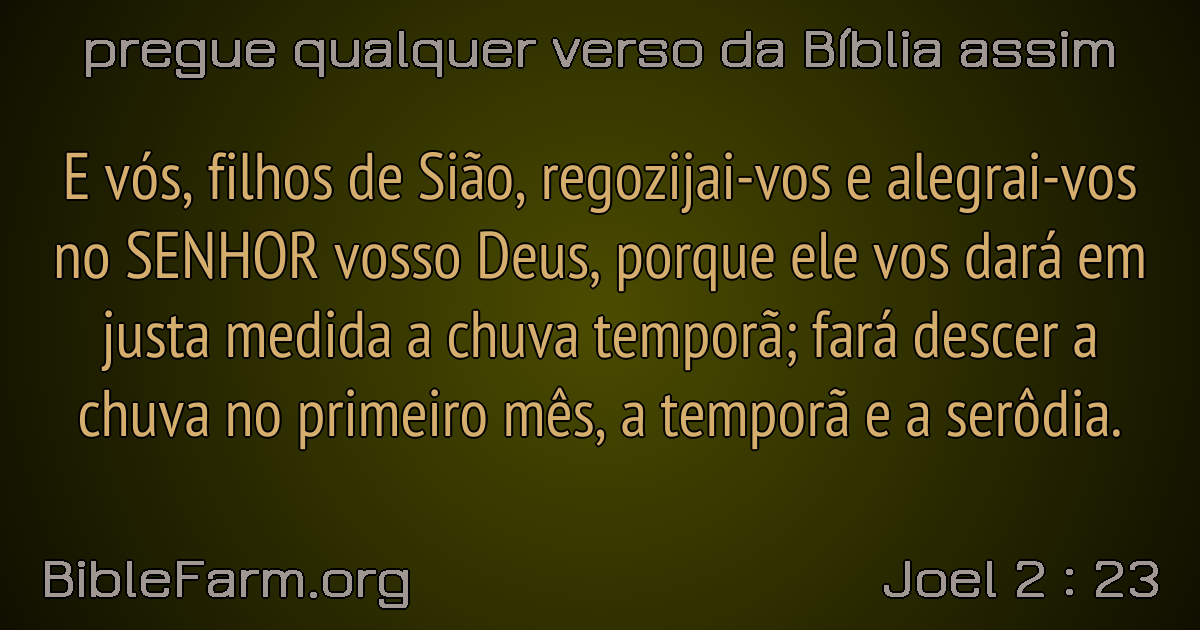 pregue qualquer verso da Bíblia assim
E vós, filhos de Sião, regozijai-vos e alegrai-vos
no SENHOR vosso Deus, porque ele vos dará em
justa medida a chuva temporã; fará descer a
chuva no primeiro mês, a temporã e a serôdia.
BibleFarm.org
Joel 2 : 23